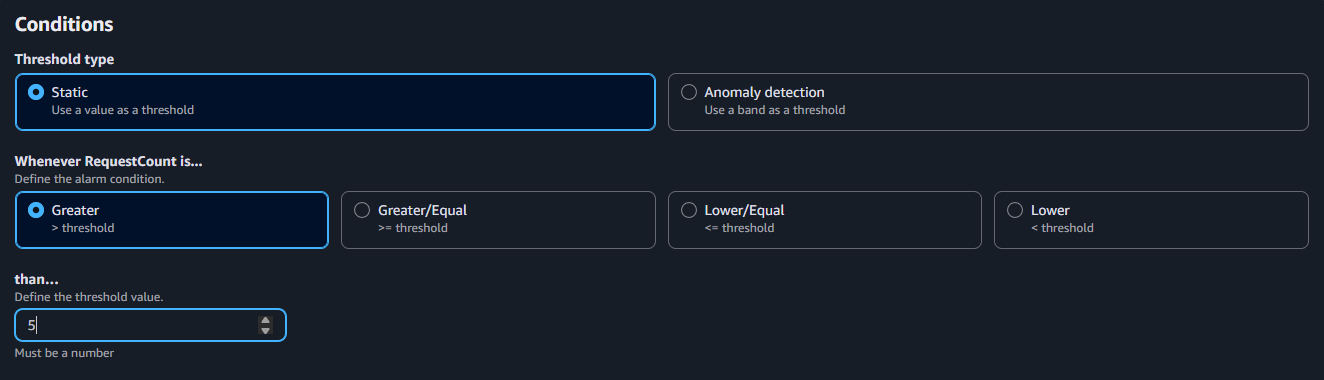 Conditions
Threshold type
Static
Use a value as a threshold
Anomaly detection
Use a band as a threshold
Whenever RequestCount is...
Define the alarm condition.
Greater
> threshold
Greater/Equal
>= threshold
Lower/Equal
<= threshold
Lower
< threshold
than...
Define the threshold value.
5
Must be a number